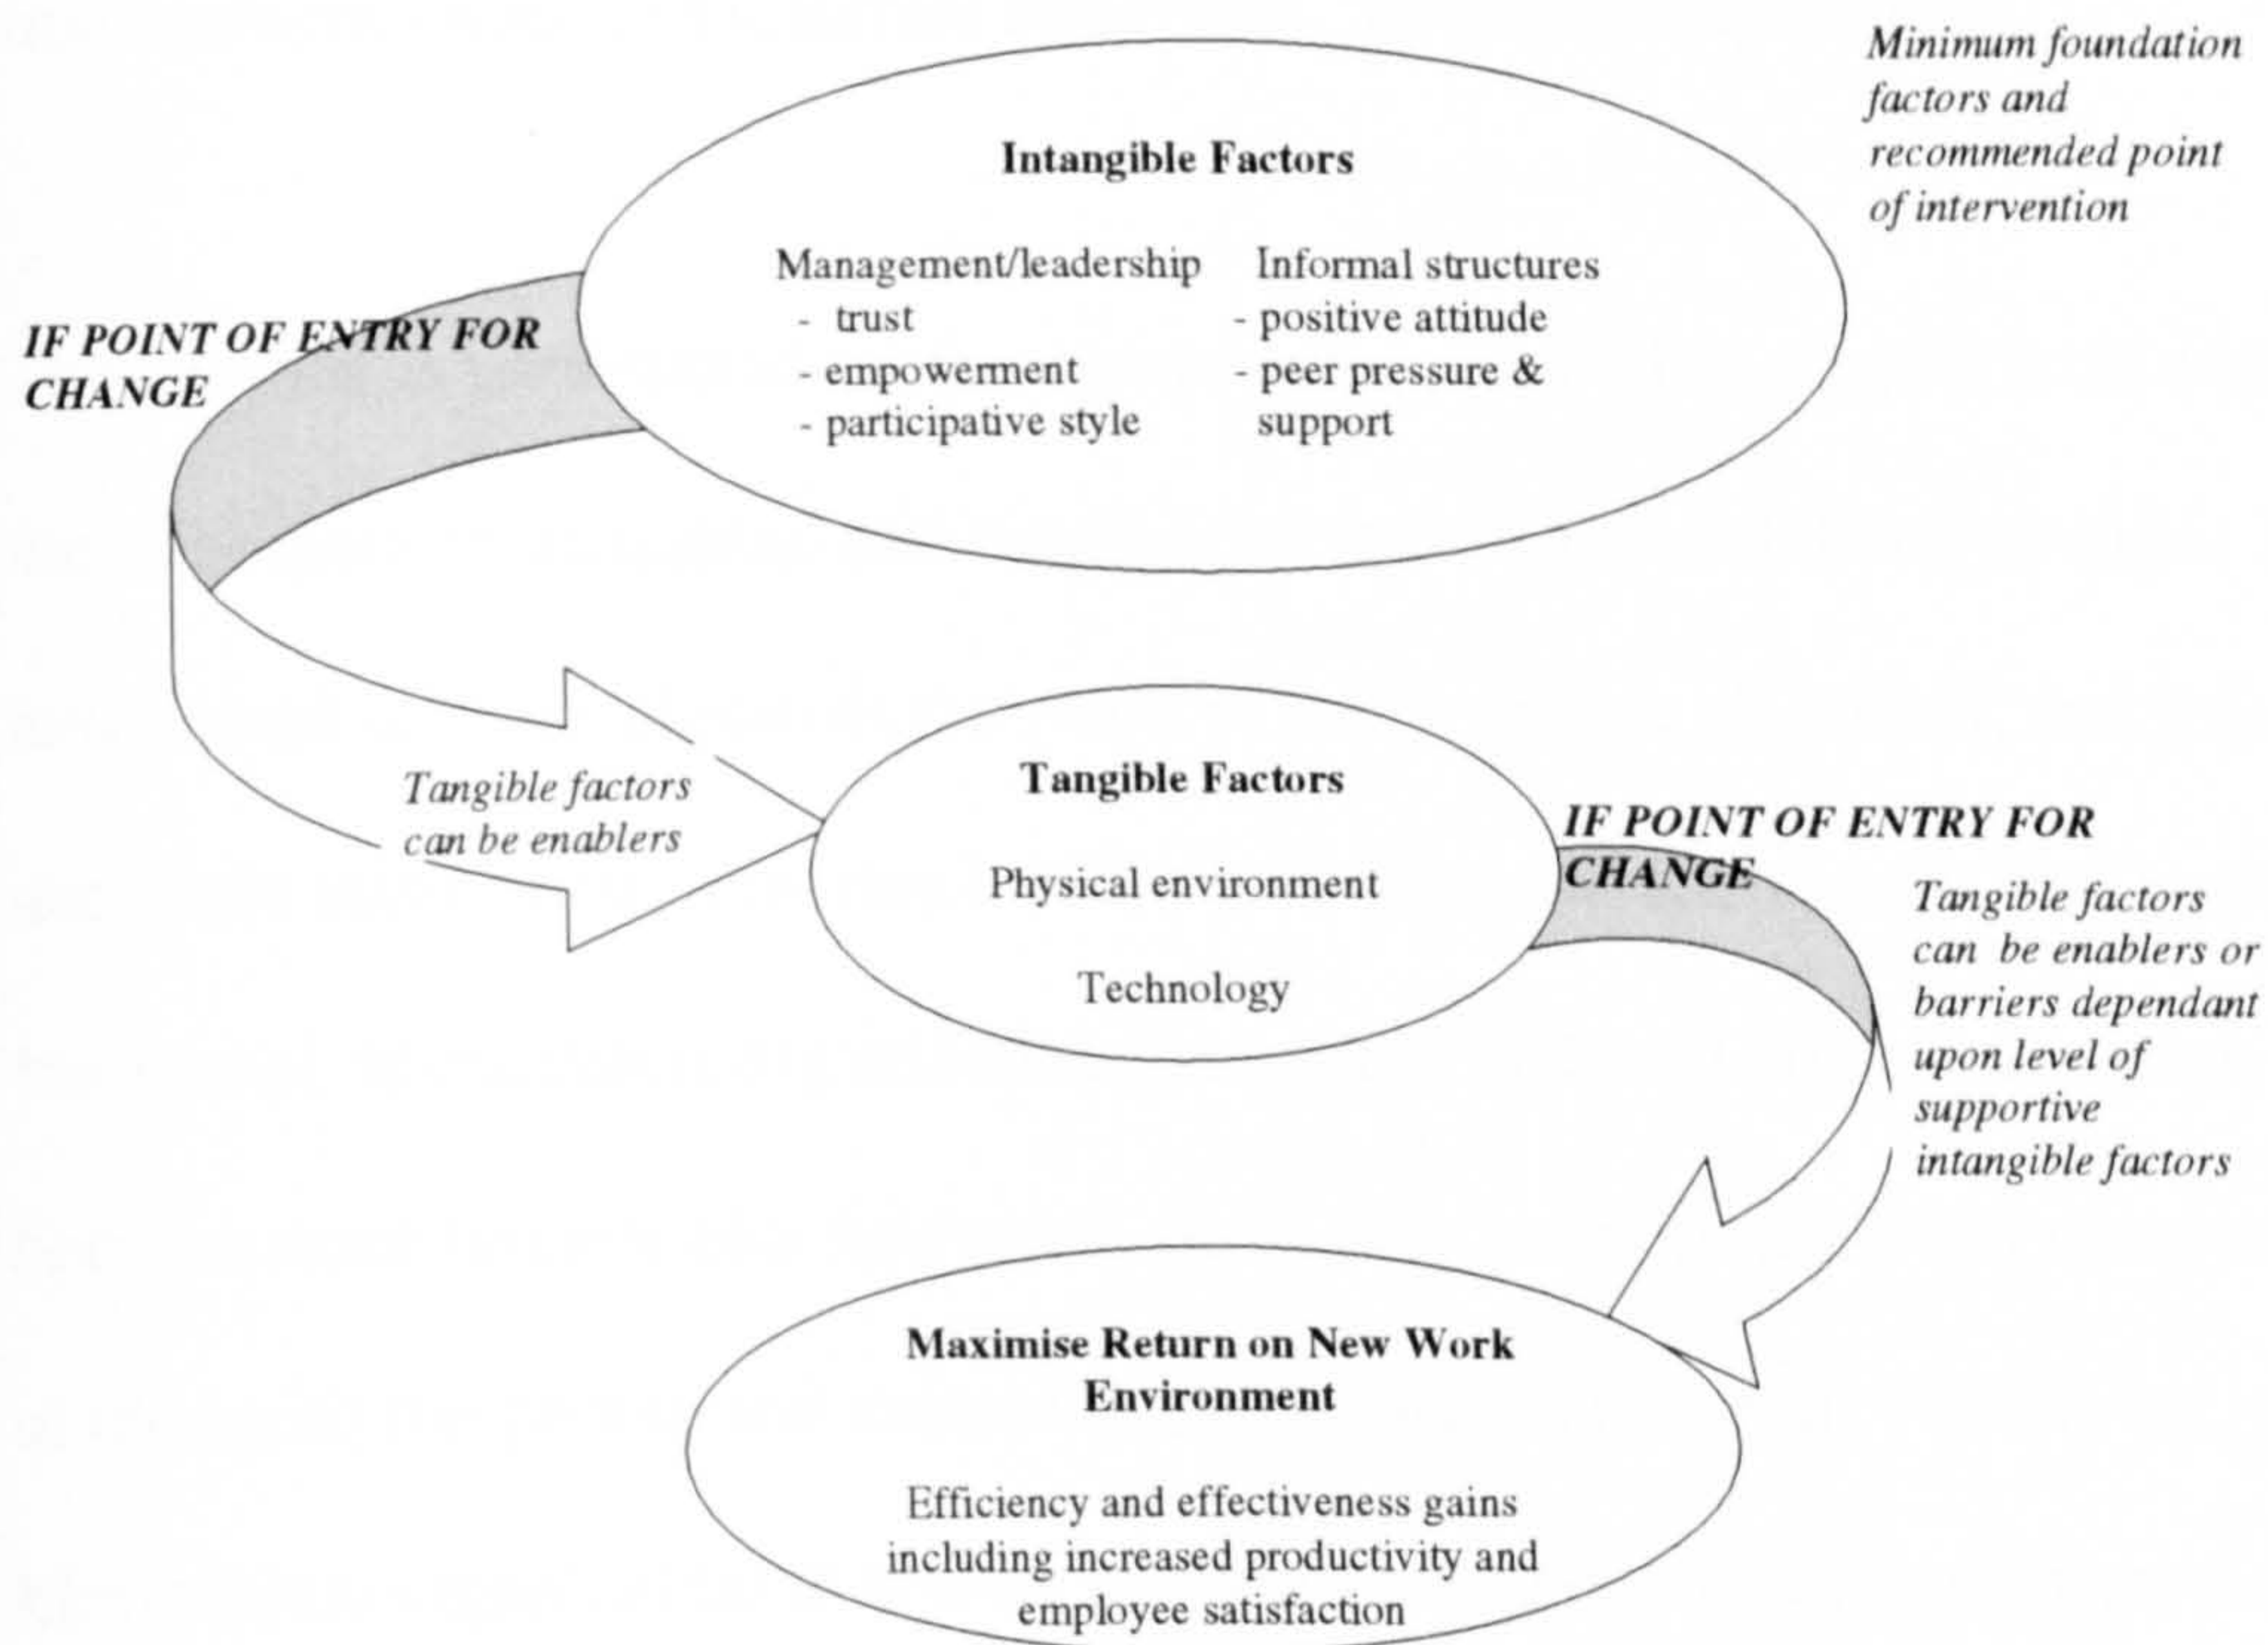 Minimum foundation
factors and
recommended point
of intervention
Intangible Factors
Management/leadership
- trust
- empowerment
- participative style
Informal structures
- positive attitude
- peer pressure &
support
IF POINT OF ENTRY FOR
CHANGE
Tangible factors
can be enablers
Tangible Factors
Physical environment
Technology
IF POINT OF ENTRY FOR
CHANGE
Tangible factors
can be enablers or
barriers dependant
upon level of
supportive
intangible factors
Maximise Return on New Work
Environment
Efficiency and effectiveness gains
including increased productivity and
employee satisfaction